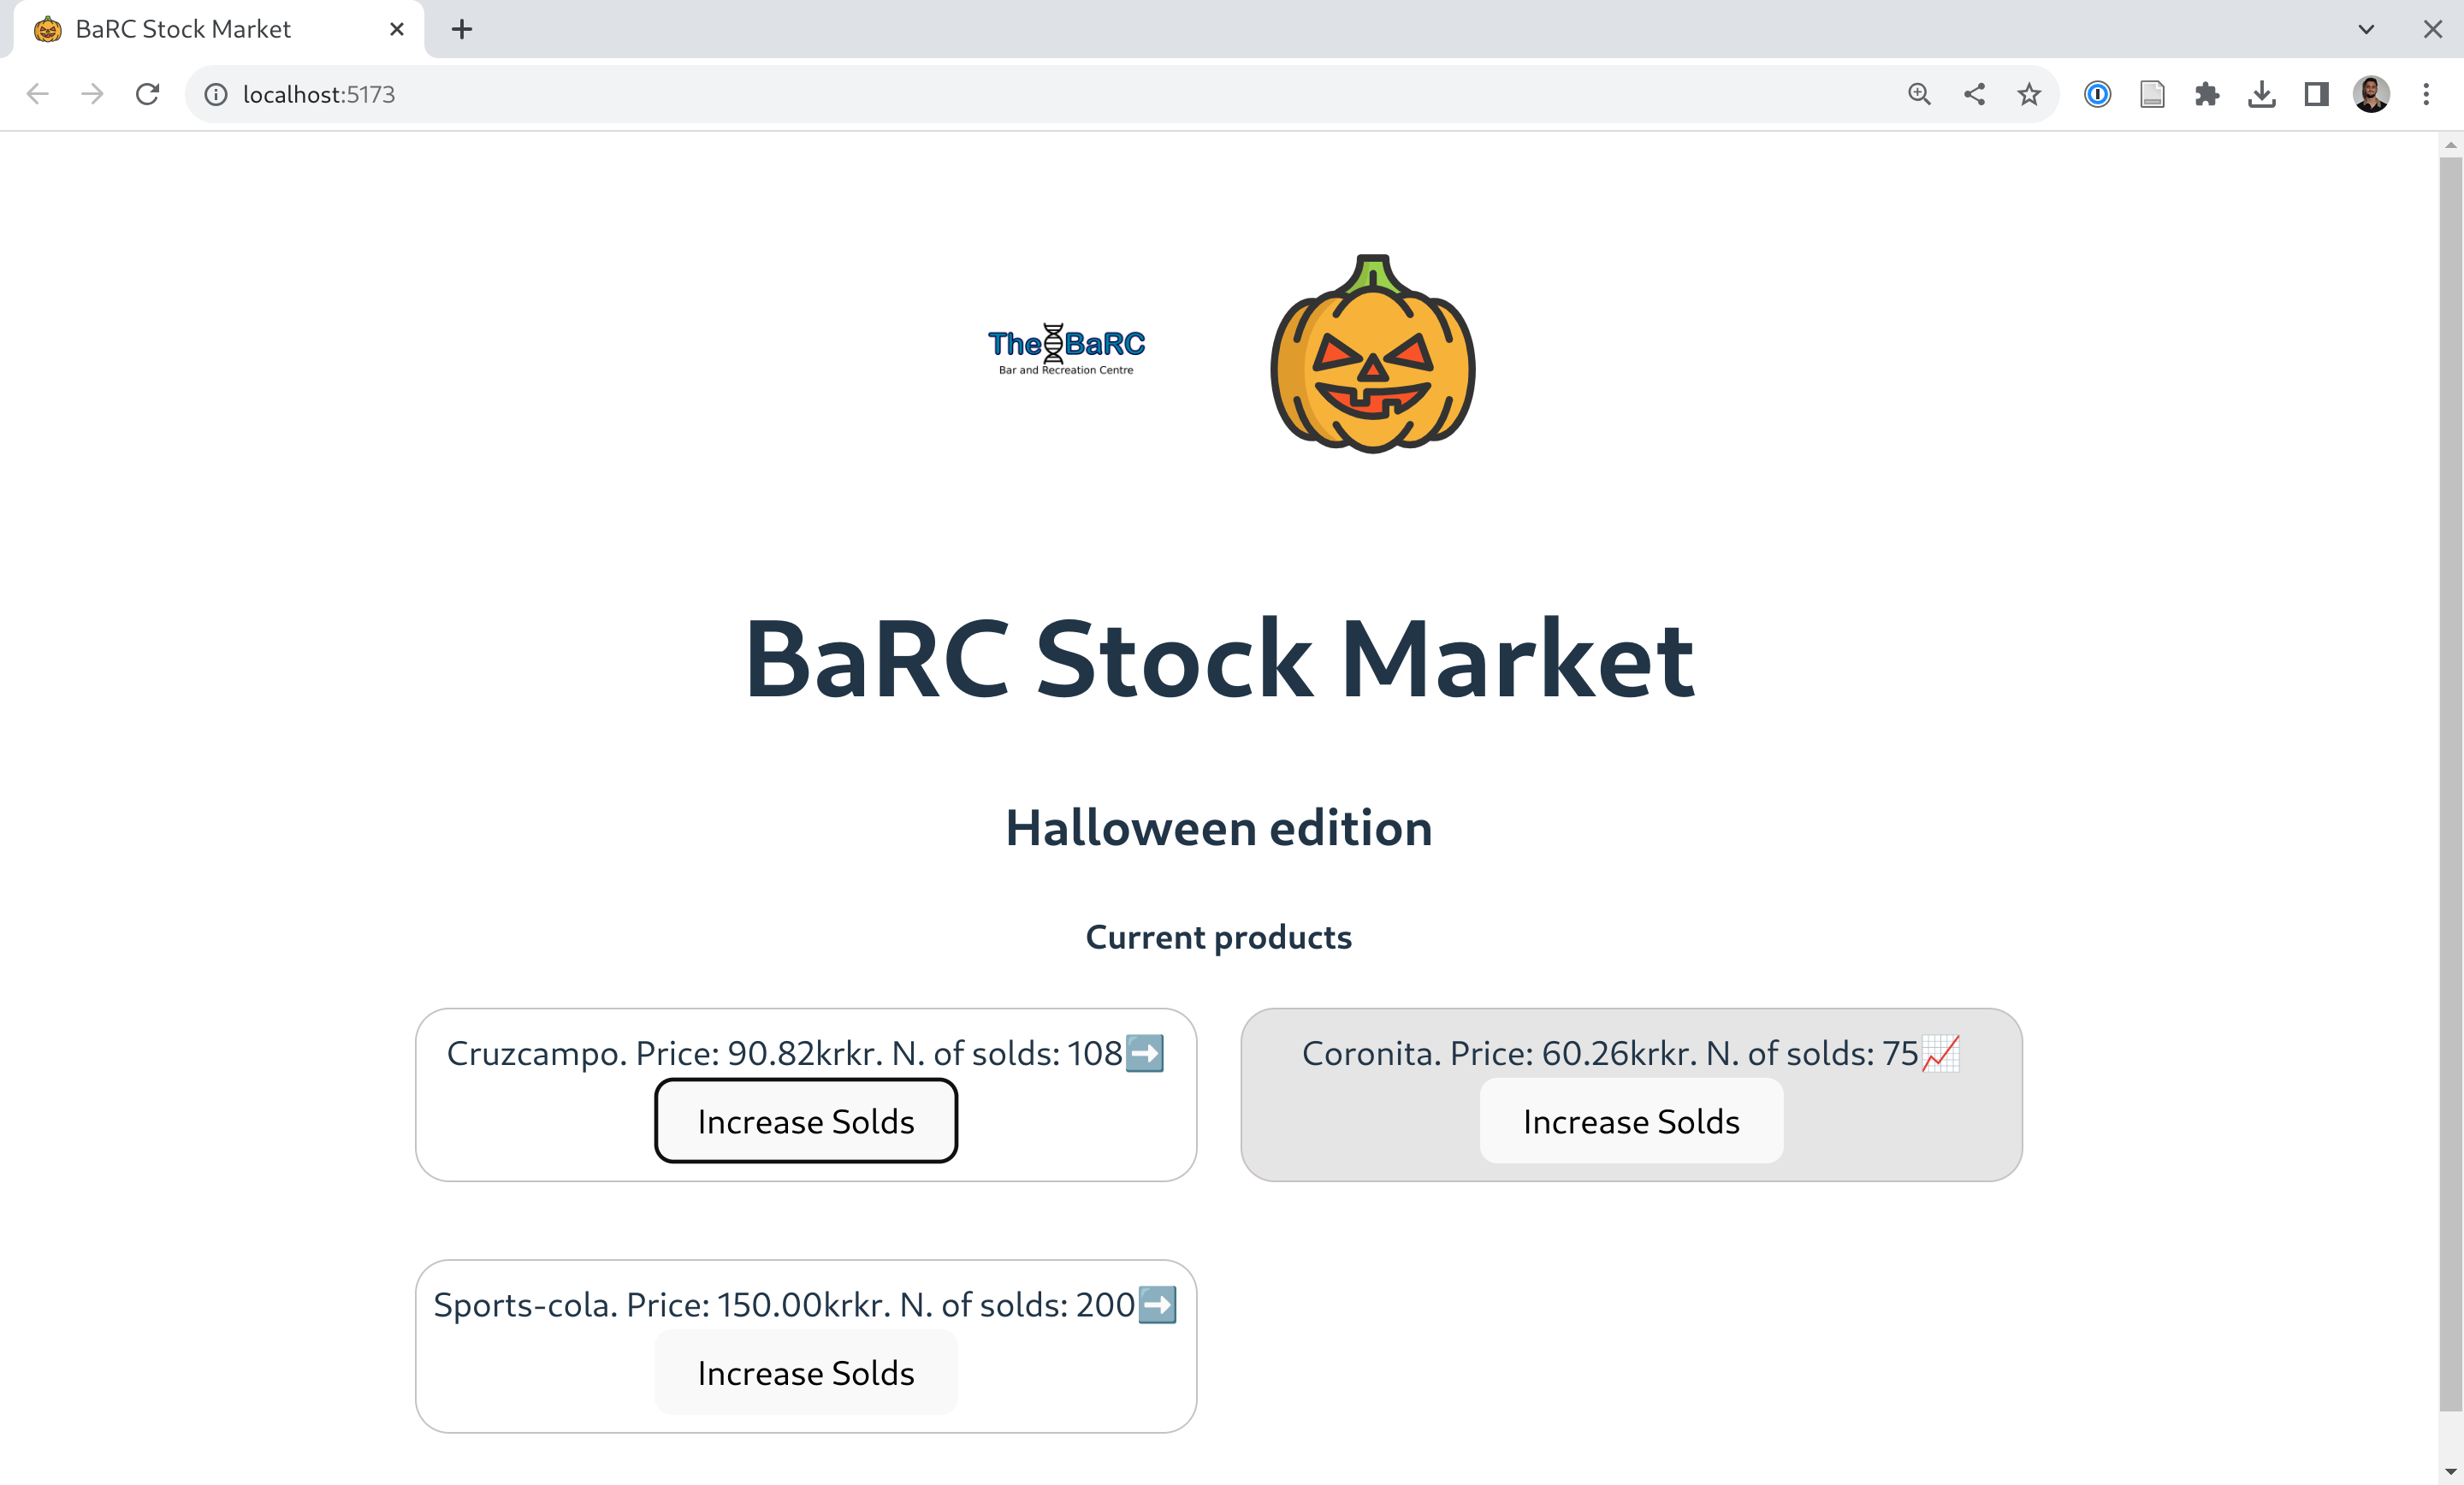 BaRC Stock Market
localhost:5173
The BaRC
Bar and Recreation Centre
BaRC Stock Market
Halloween edition
Current products
Cruzcampo. Price: 90.82krkr. N. of solds: 108➡️
Increase Solds
Coronita. Price: 60.26krkr. N. of solds: 75📈
Increase Solds
Sports-cola. Price: 150.00krkr. N. of solds: 200➡️
Increase Solds